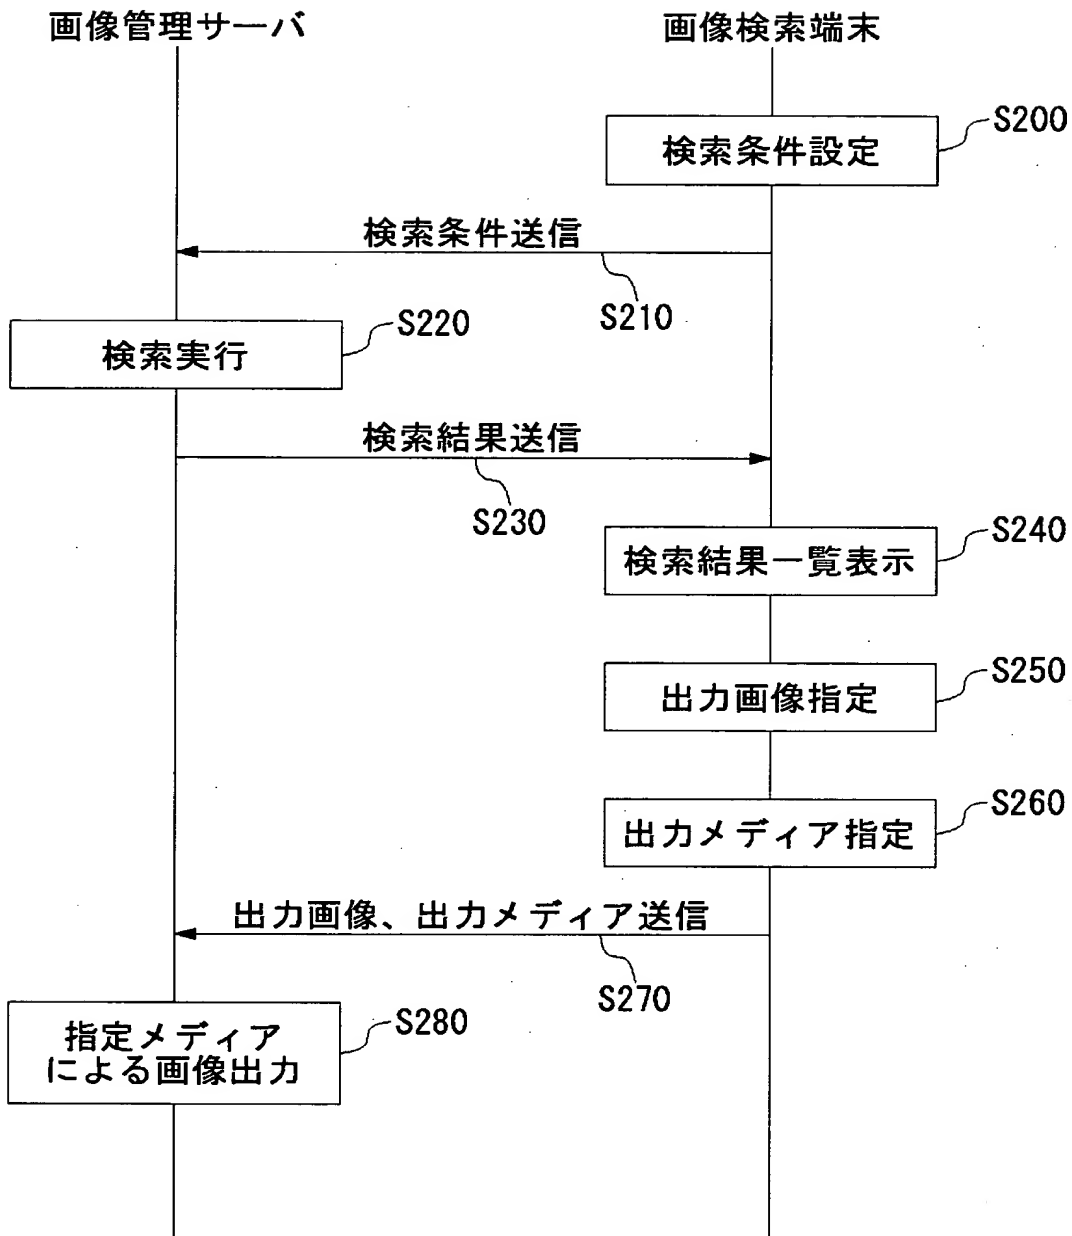 画像管理サーバ
画像検索端末
S200
検索条件設定
検索条件送信
S210
S220
検索実行
検索結果送信
S230
S240
検索結果一覧表示
S250
出力画像指定
S260
出力メディア指定
出力画像、出力メディア送信
S270
S280
指定メディア
による画像出力